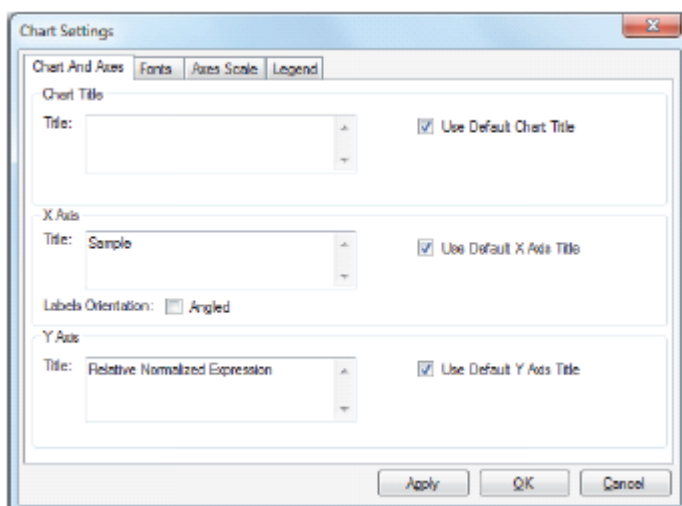 Chart Settings
Chart And Axes Fonts Axes Scale Legend
Chart Title
Title: Use Default Chart Title
X Axis
Title: Sample Use Default X Axis Title
Labels Orientation: Angled
Y Axis
Title: Relative Normalized Expression Use Default Y Axis Title
Apply OK Cancel